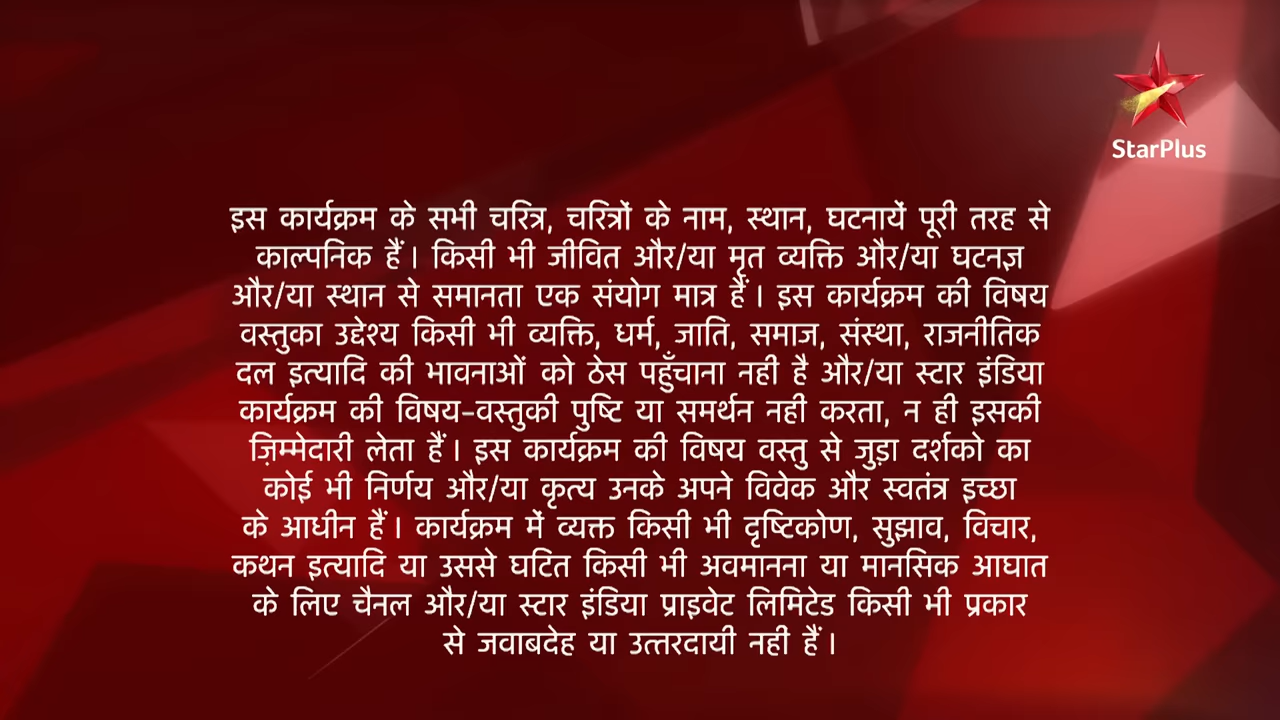 StarPlus
इस कार्यक्रम के सभी चरित्र, चरित्रों के नाम, स्थान, घटनायें पूरी तरह से
काल्पनिक हैं। किसी भी जीवित और/या मृत व्यक्ति और/या घटनज्ञ
और/या स्थान से समानता एक संयोग मात्र हैं। इस कार्यक्रम की विषय
वस्तुका उद्देश्य किसी भी व्यक्ति, धर्म, जाति, समाज, संस्था, राजनीतिक
दल इत्यादि की भावनाओं को ठेस पहुँचाना नही है और/या स्टार इंडिया
कार्यक्रम की विषय-वस्तुकी पुष्टि या समर्थन नही करता, न ही इसकी
ज़िम्मेदारी लेता हैं। इस कार्यक्रम की विषय वस्तु से जुड़ा दर्शको का
कोई भी निर्णय और/या कृत्य उनके अपने विवेक और स्वतंत्र इच्छा
के आधीन हैं। कार्यक्रम में व्यक्त किसी भी दृष्टिकोण, सुझाव, विचार,
कथन इत्यादि या उससे घटित किसी भी अवमानना या मानसिक आघात
के लिए चैनल और/या स्टार इंडिया प्राइवेट लिमिटेड किसी भी प्रकार
से जवाबदेह या उत्तरदायी नही हैं।